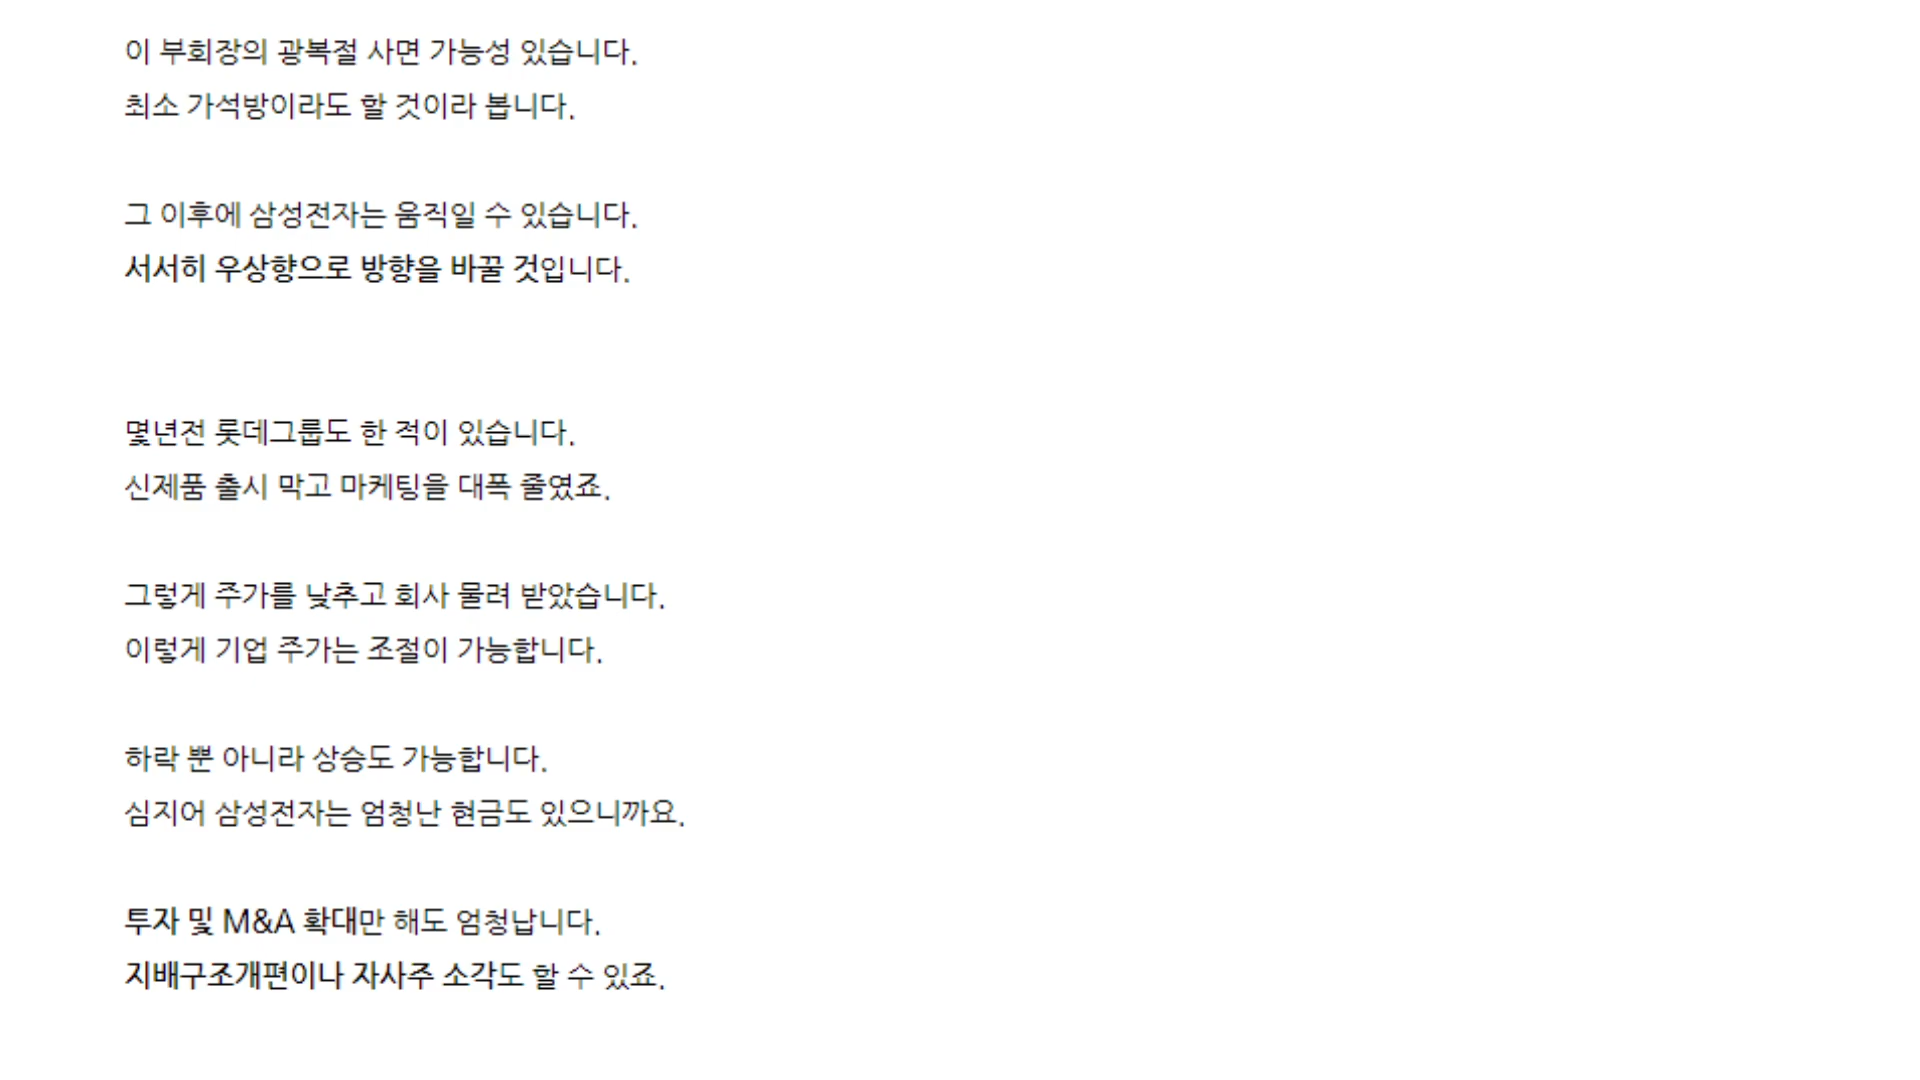 이 부회장의 광복절 사면 가능성 있습니다.
최소 가석방이라도 할 것이라 봅니다.
그 이후에 삼성전자는 움직일 수 있습니다.
서서히 우상향으로 방향을 바꿀 것입니다.
몇년전 롯데그룹도 한 적이 있습니다.
신제품 출시 막고 마케팅을 대폭 줄였죠.
그렇게 주가를 낮추고 회사 물려 받았습니다.
이렇게 기업 주가는 조절이 가능합니다.
하락 뿐 아니라 상승도 가능합니다.
심지어 삼성전자는 엄청난 현금도 있으니까요.
투자 및 M&A 확대만 해도 엄청납니다.
지배구조개편이나 자사주 소각도 할 수 있죠.